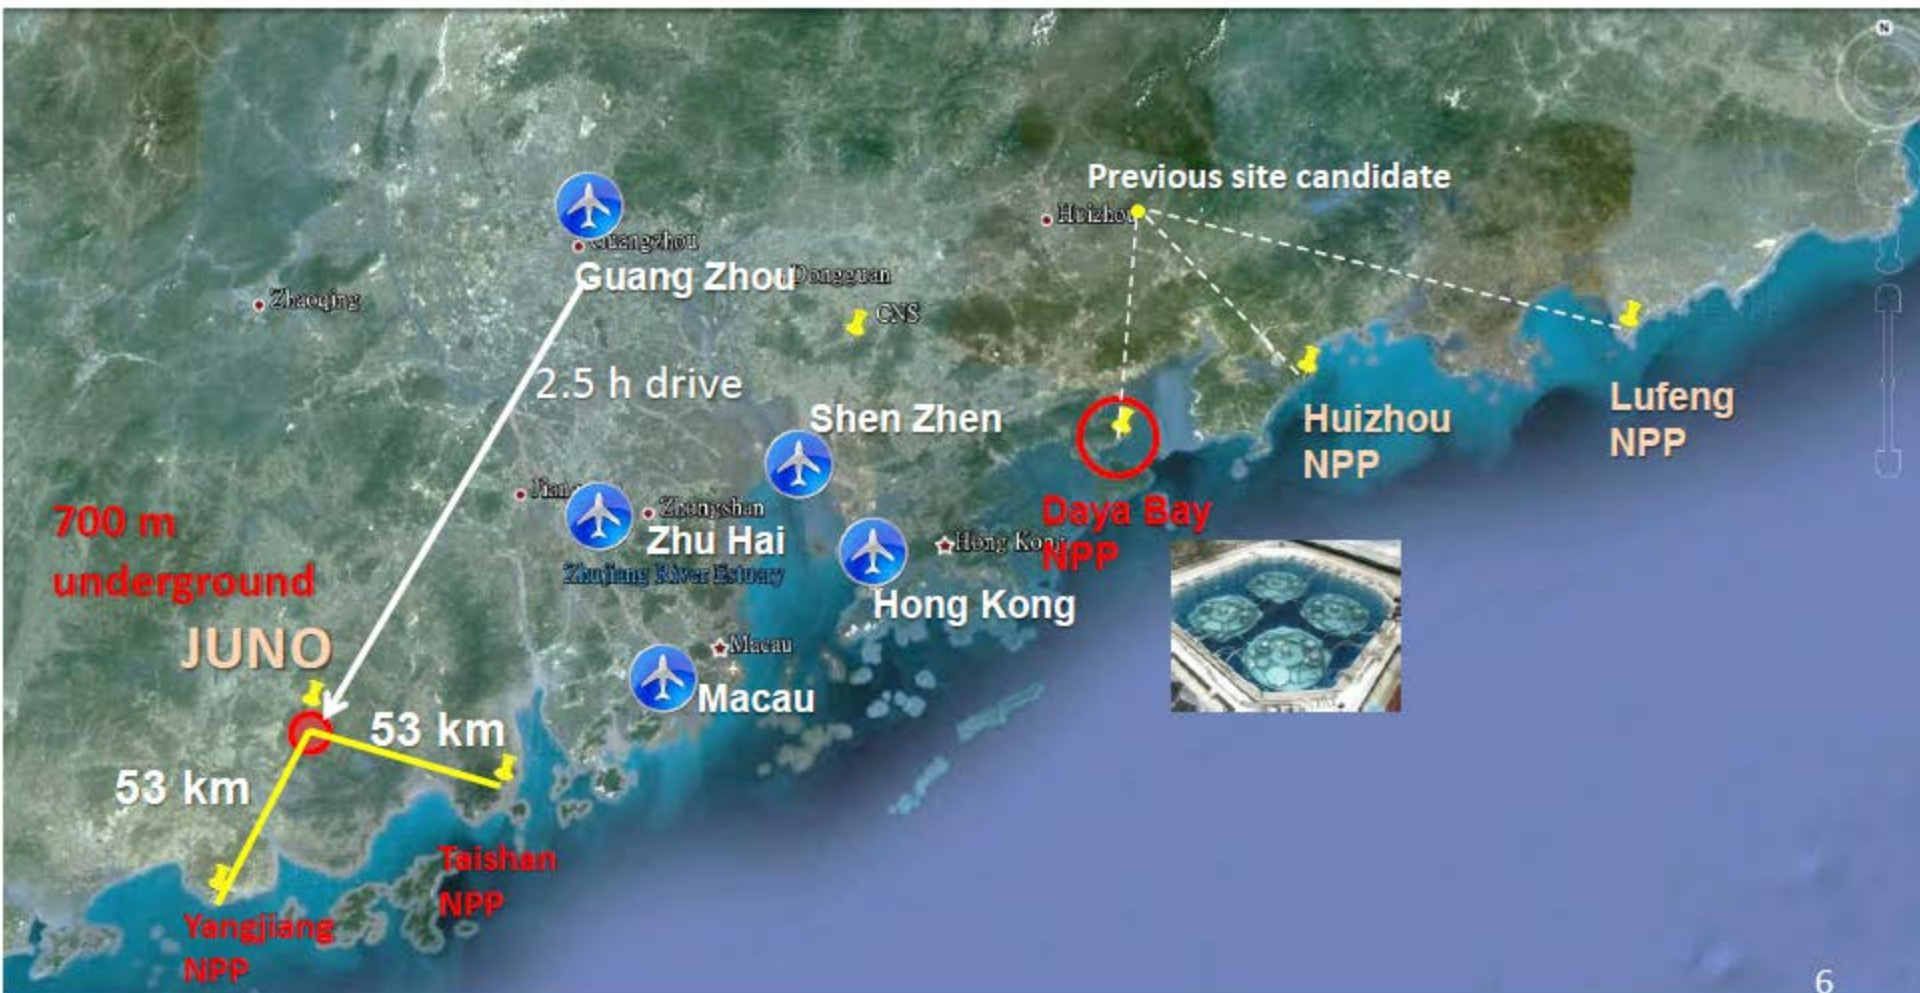 N
Previous site candidate
Huizhou
Guangzhou
Guang Zhou
Dongguan
Zhaoqing
CNS
2.5 h drive
Shen Zhen
Lufeng
NPP
Huizhou
NPP
Zhongshan
Zhu Hai
Zhujiang River Estuary
Daya Bay
NPP
Hong Kong
Hong Kong
700 m
underground
JUNO
Macau
Macau
53 km
53 km
Taishan
NPP
Yangjiang
NPP
6